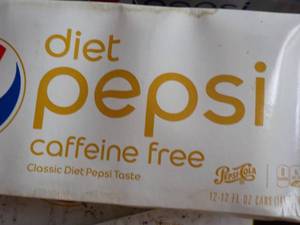 diet
pepsi
caffeine free
Classic Diet Pepsi Taste
Pepsi-Cola
12-12 FL OZ CANS